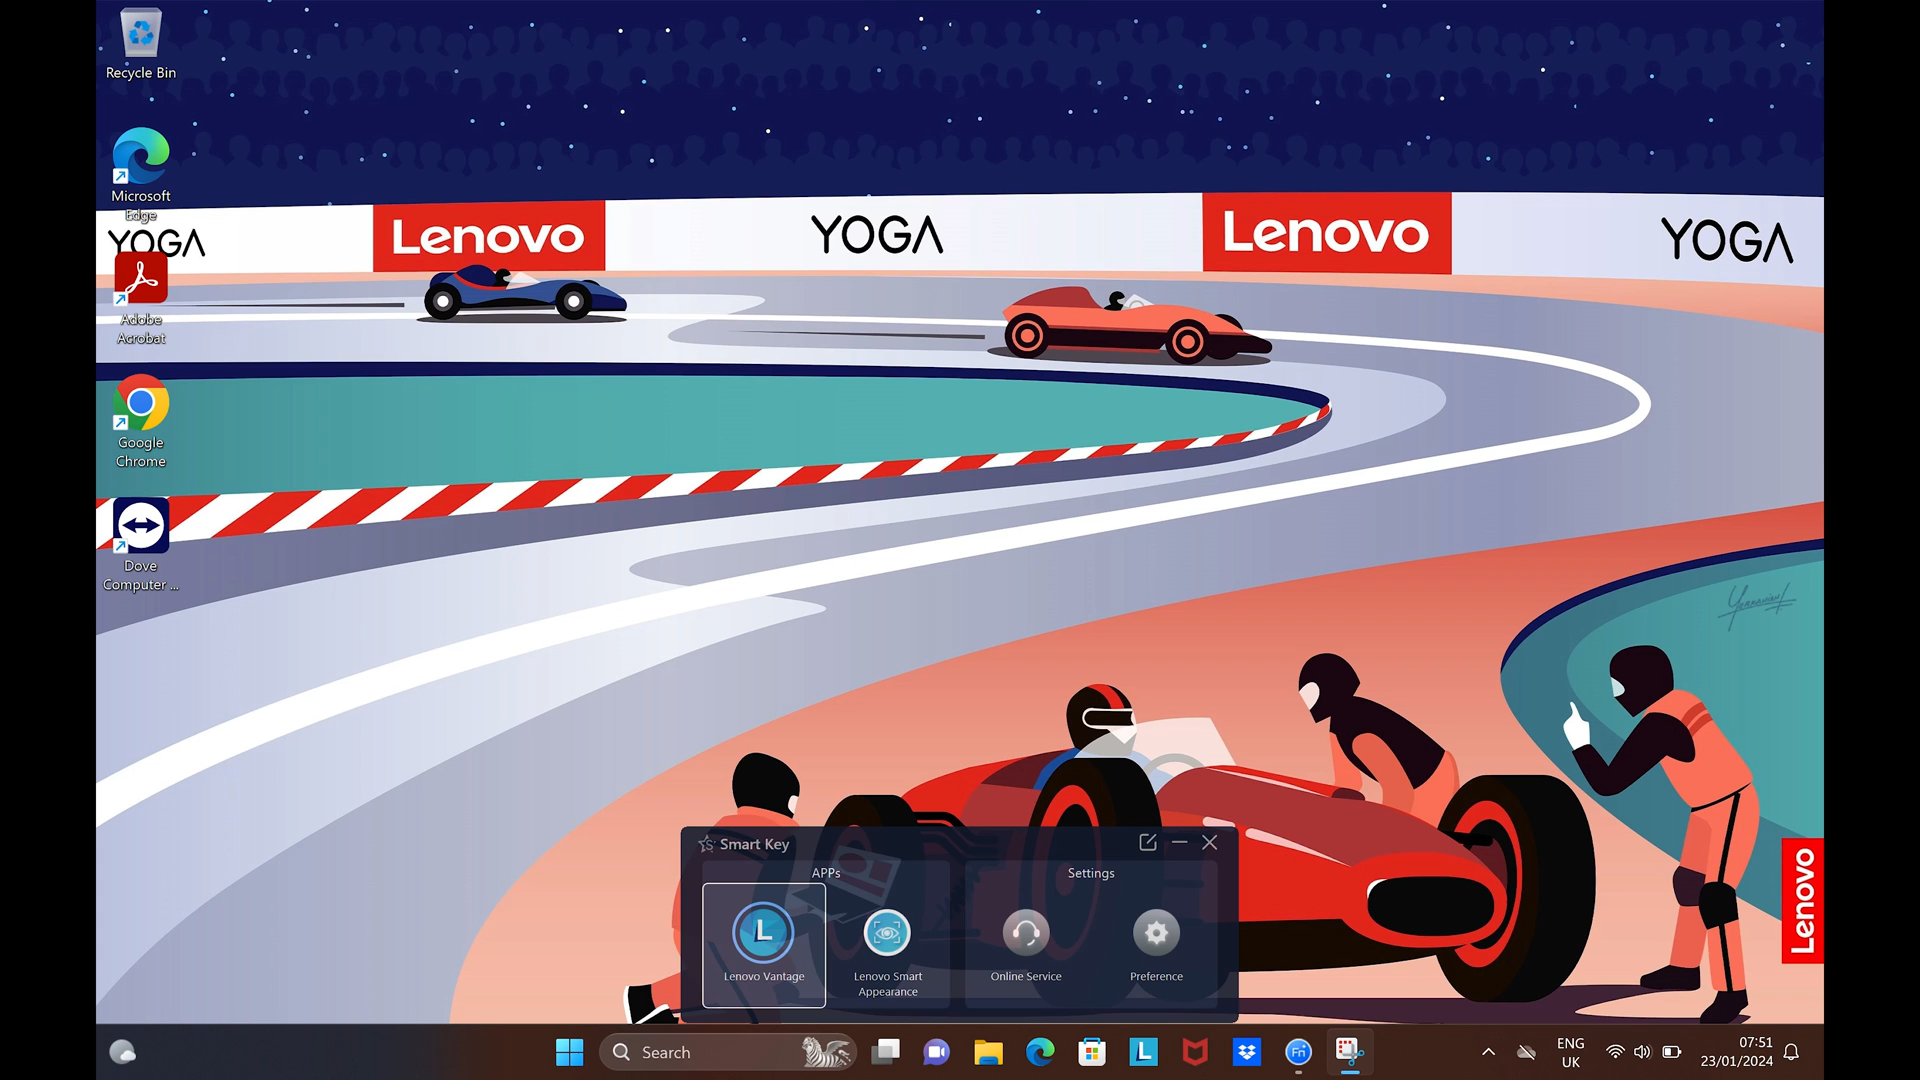 Recycle Bin
Microsoft
Edge
YOGA
Lenovo
YOGA
Lenovo
YOGA
Adobe
Acrobat
Google
Chrome
Dove
Computer ...
Lenovo
Smart Key
APPs
Settings
Lenovo Vantage
Lenovo Smart
Appearance
Online Service
Preference
Search
ENG
UK
07:51
23/01/2024